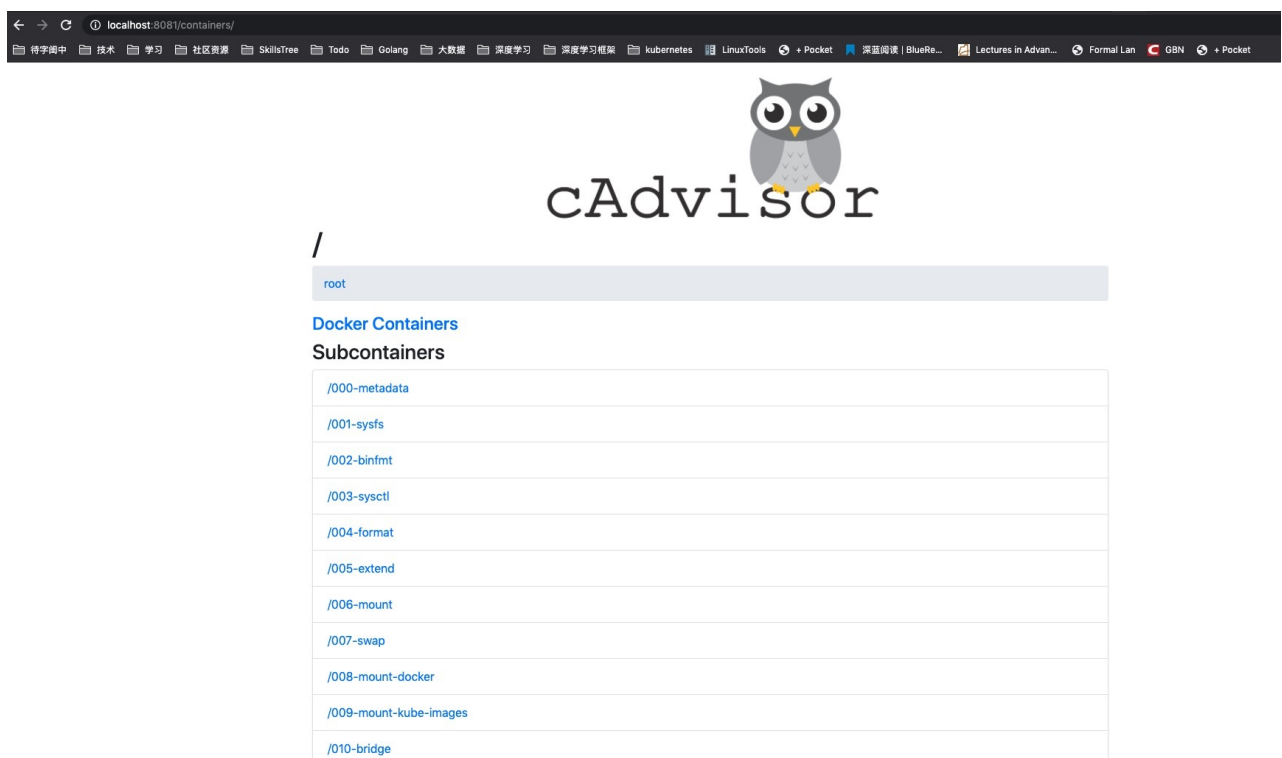 localhost:8081/containers/
待字闺中 技术 学习 社区资源 SkillsTree Todo Golang 大数据 深度学习 深度学习框架 kubernetes LinuxTools + Pocket 深蓝阅读 | BlueRe... Lectures in Advan... Formal Lan GBN + Pocket
cAdvisor
/
root
Docker Containers
Subcontainers
/000-metadata
/001-sysfs
/002-binfmt
/003-sysctl
/004-format
/005-extend
/006-mount
/007-swap
/008-mount-docker
/009-mount-kube-images
/010-bridge